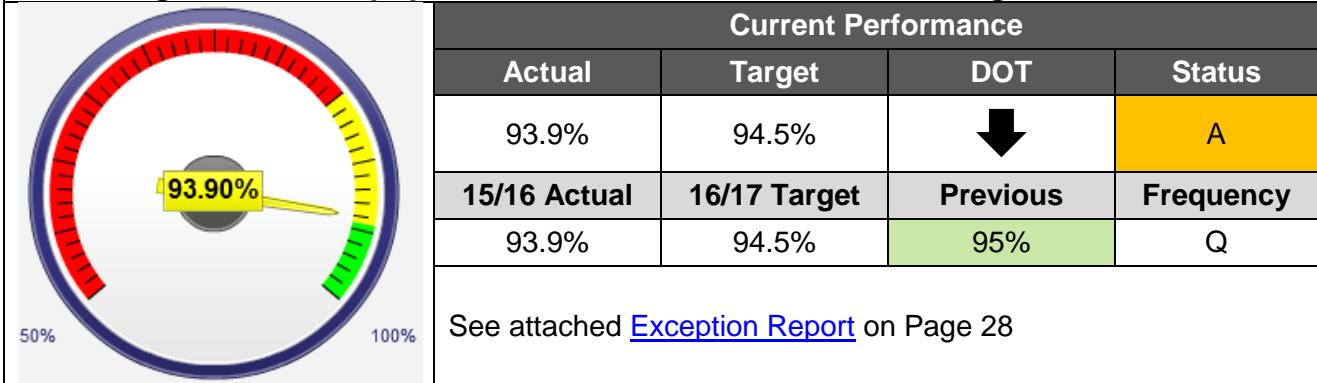 Current Performance
Actual Target DOT Status
93.9% 94.5% A
15/16 Actual 16/17 Target Previous Frequency
93.9% 94.5% 95% Q
See attached Exception Report on Page 28
93.90%
50% 100%